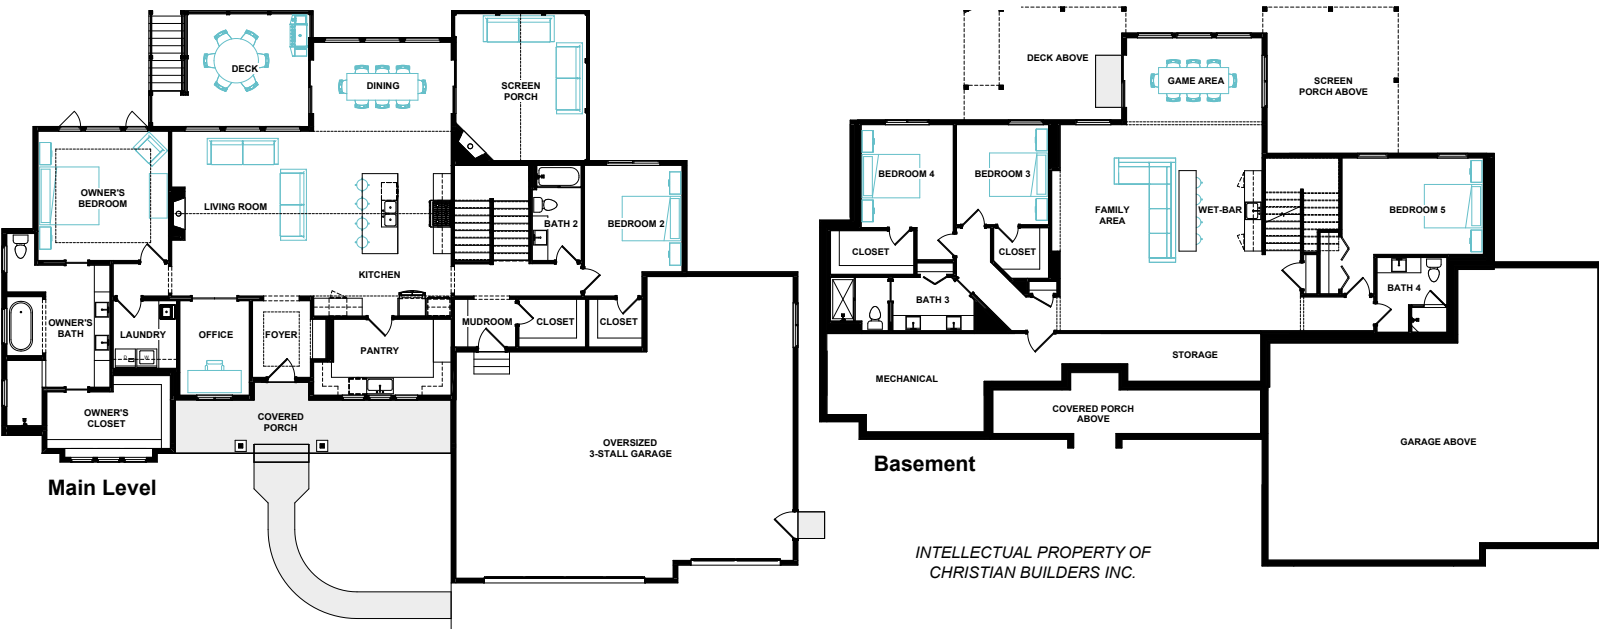 DECK
DINING
SCREEN
PORCH
OWNER'S
BEDROOM
LIVING ROOM
BATH 2
BEDROOM 2
KITCHEN
OWNER'S
BATH
LAUNDRY
OFFICE
FOYER
PANTRY
MUDROOM
CLOSET
CLOSET
OWNER'S
CLOSET
COVERED
PORCH
OVERSIZED
3-STALL GARAGE
Main Level
DECK ABOVE
GAME AREA
SCREEN
PORCH ABOVE
BEDROOM 4
BEDROOM 3
FAMILY
AREA
WET-BAR
BEDROOM 5
CLOSET
CLOSET
BATH 3
BATH 4
STORAGE
MECHANICAL
COVERED PORCH
ABOVE
GARAGE ABOVE
Basement
INTELLECTUAL PROPERTY OF
CHRISTIAN BUILDERS INC.